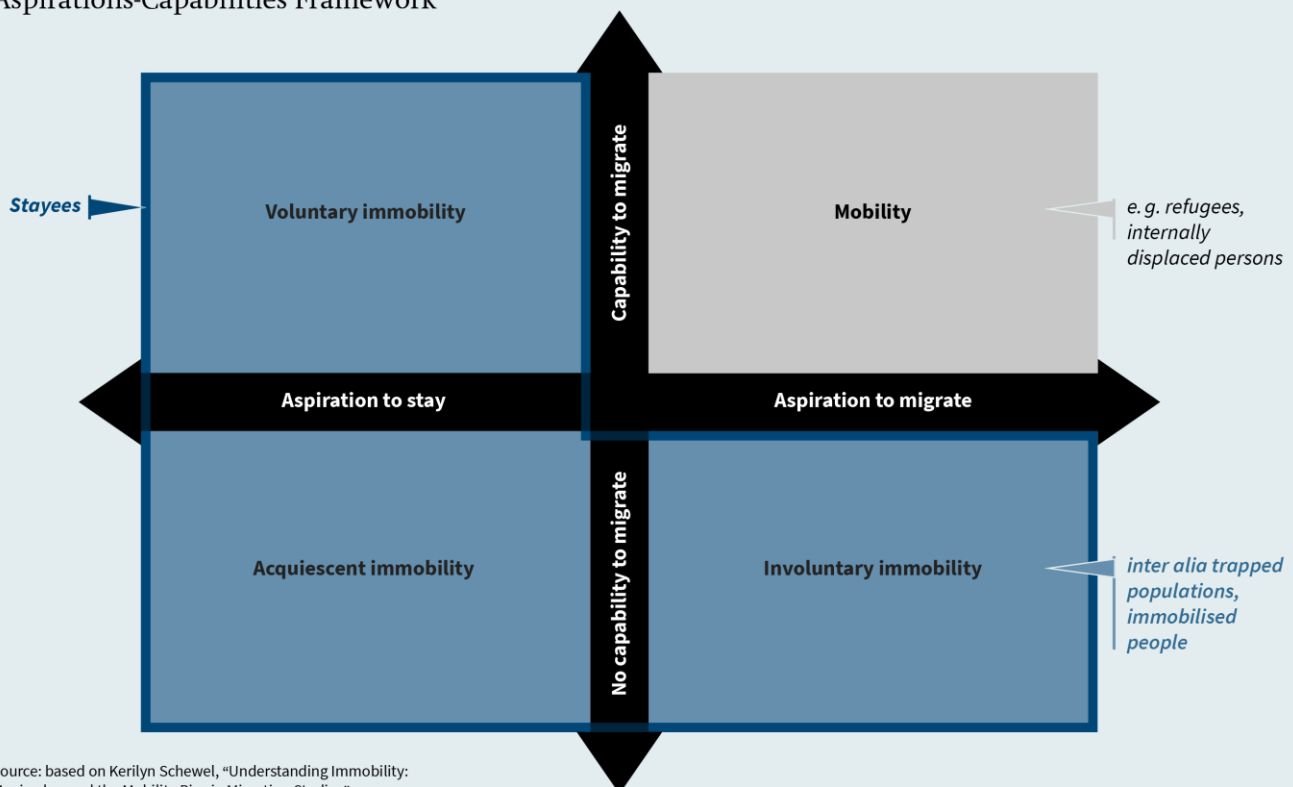 Aspirations-Capabilities Framework
Capability to migrate
Stayees
Voluntary immobility
Mobility
e. g. refugees,
internally
displaced persons
Aspiration to stay
Aspiration to migrate
No capability to migrate
Acquiescent immobility
Involuntary immobility
inter alia trapped
populations,
immobilised
people
ource: based on Kerilyn Schewel, “Understanding Immobility: